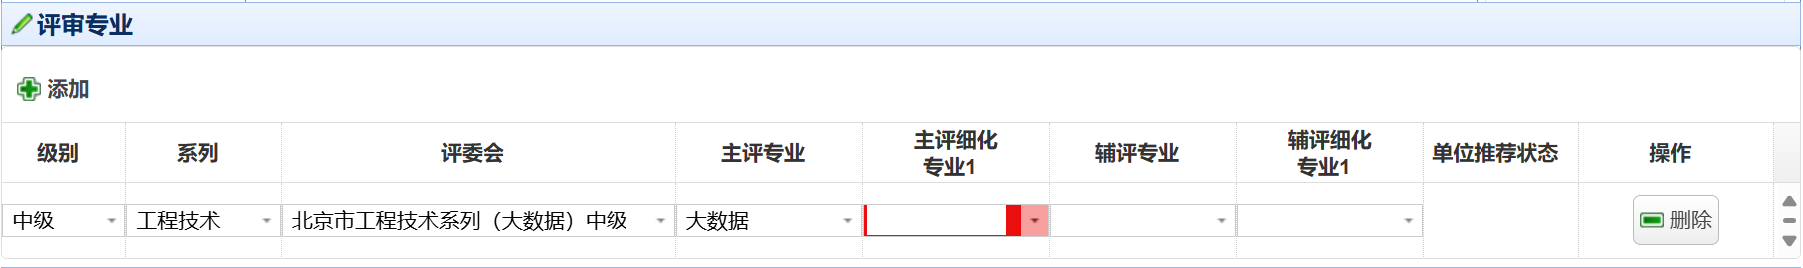 评审专业
添加
级别 系列 评委会 主评专业 主评细化专业1 辅评专业 辅评细化专业1 单位推荐状态 操作
中级 工程技术 北京市工程技术系列（大数据）中级 大数据 删除